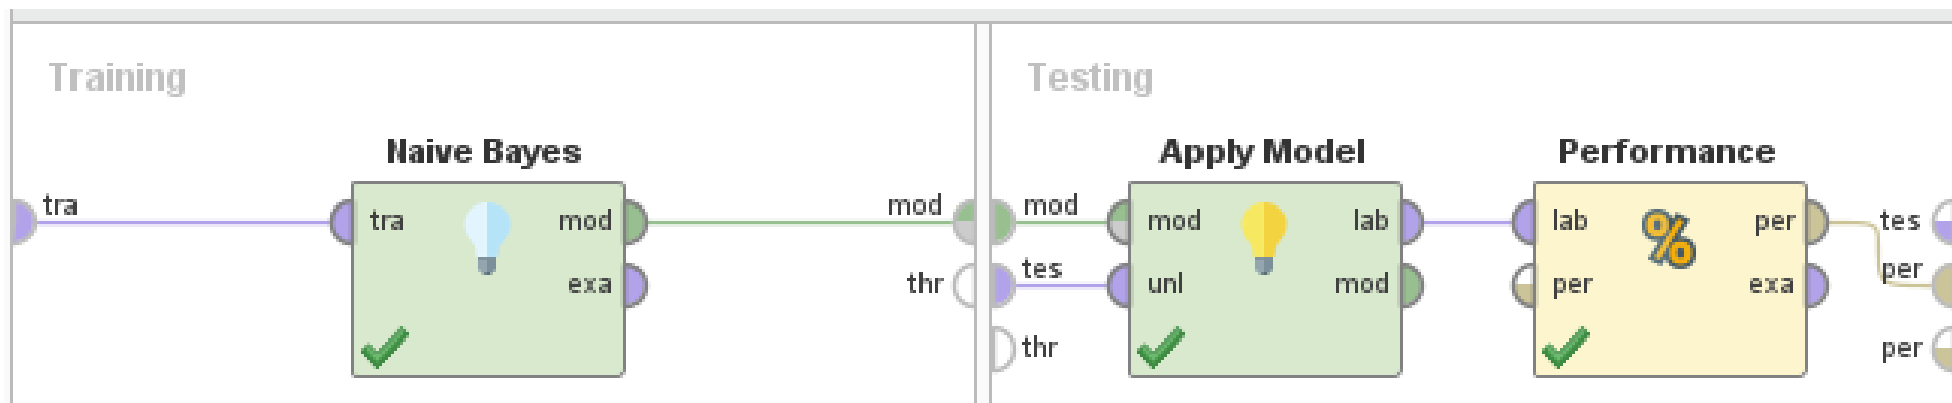 Training
Testing
Naive Bayes
Apply Model
Performance
tra
tra
mod
mod
mod
mod
lab
lab
per
tes
exa
thr
tes
unl
mod
per
exa
per
thr
per
%